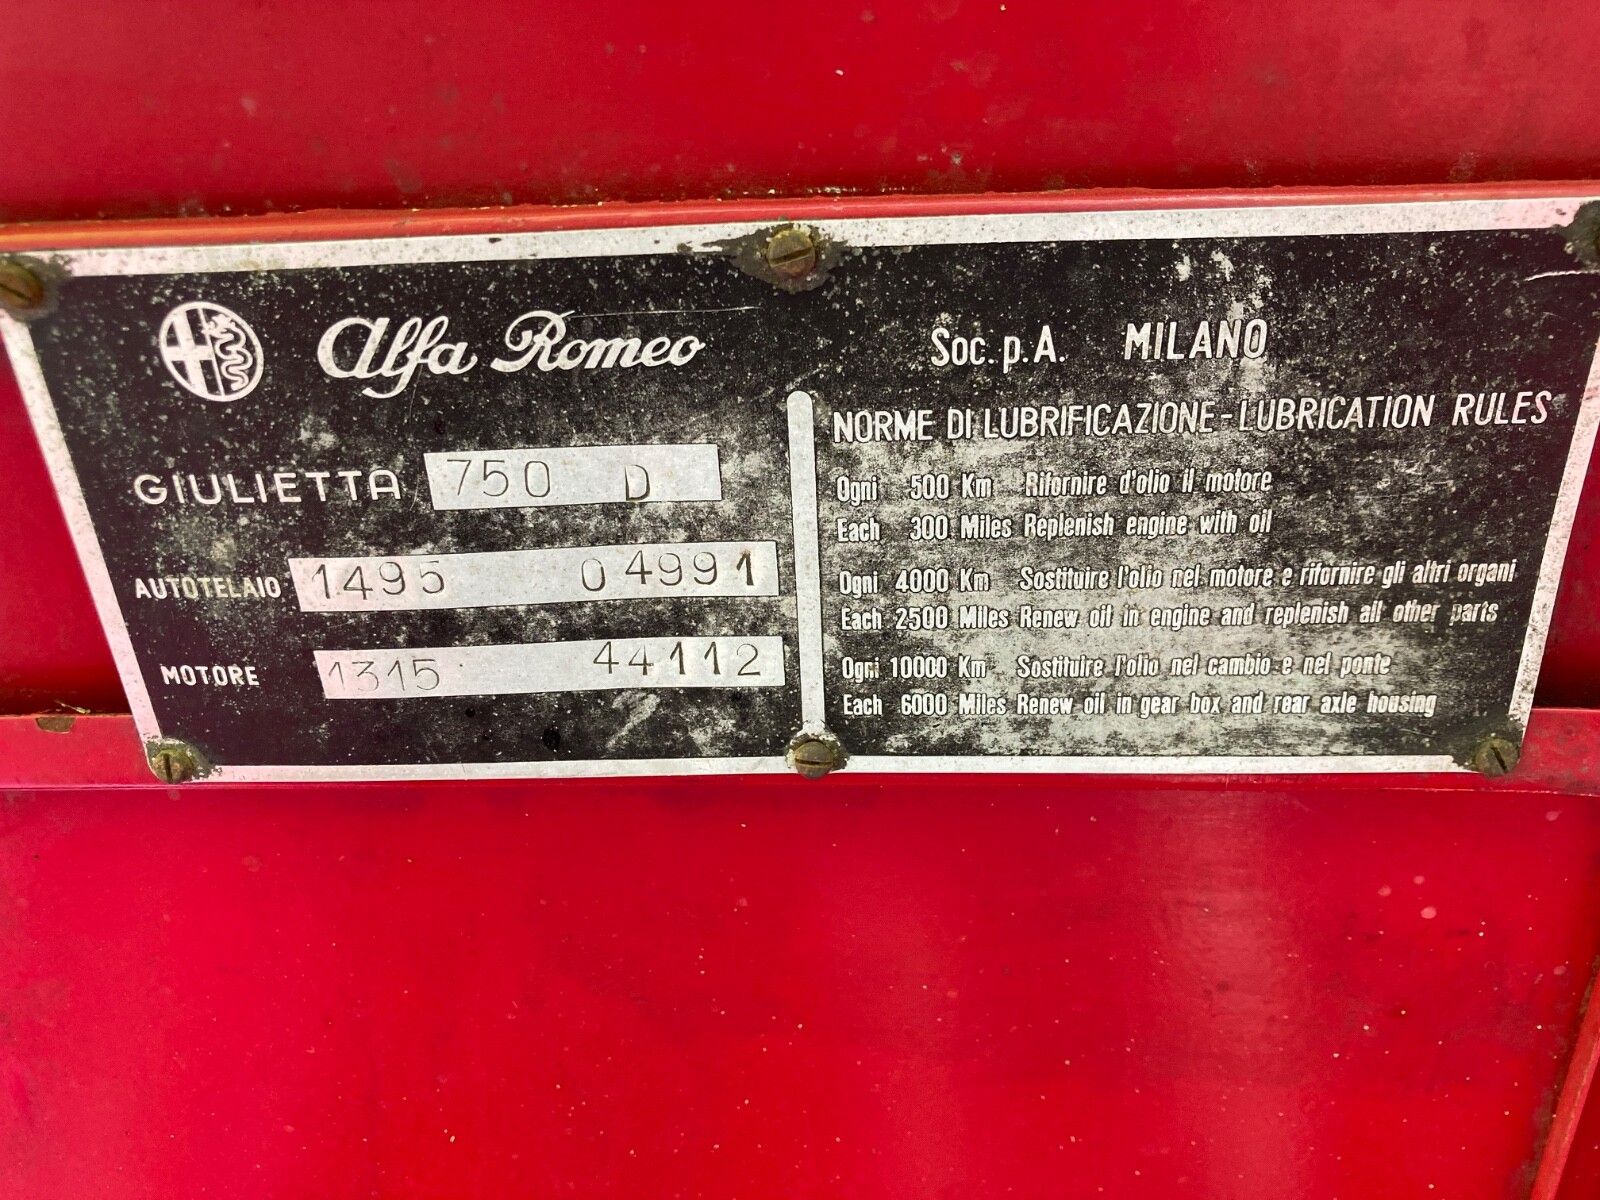 Alfa Romeo Soc. p. A. MILANO
GIULIETTA 750 D
AUTOTELAIO 1495 04991
MOTORE 1315 44112
NORME DI LUBRIFICAZIONE - LUBRICATION RULES
Ogni 500 Km Rifornire d'olio il motore
Each 300 Miles Replenish engine with oil
Ogni 4000 Km Sostituire l'olio nel motore e rifornire gli altri organi
Each 2500 Miles Renew oil in engine and replenish all other parts
Ogni 10000 Km Sostituire l'olio nel cambio e nel ponte
Each 6000 Miles Renew oil in gear box and rear axle housing